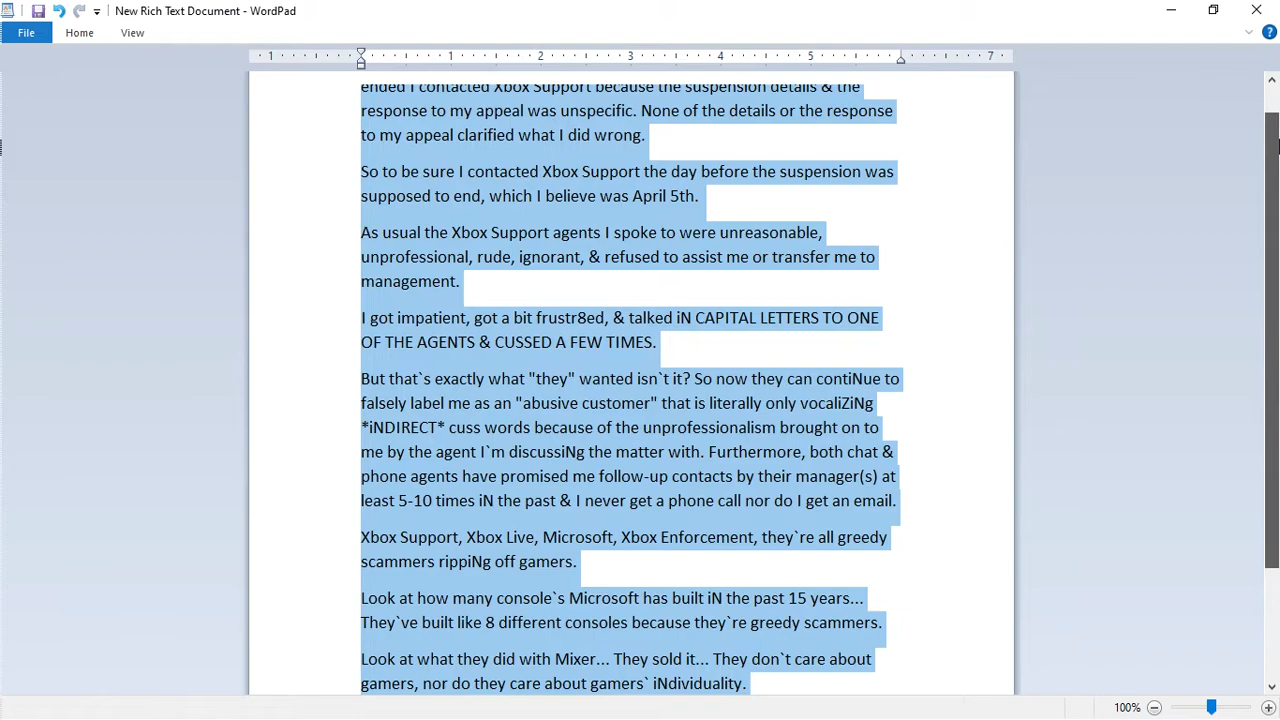 New Rich Text Document - WordPad
File Home View
1 1 2 3 4 5 7
ended I contacted Xbox Support because the suspension details & the
response to my appeal was unspecific. None of the details or the response
to my appeal clarified what I did wrong.
So to be sure I contacted Xbox Support the day before the suspension was
supposed to end, which I believe was April 5th.
As usual the Xbox Support agents I spoke to were unreasonable,
unprofessional, rude, ignorant, & refused to assist me or transfer me to
management.
I got impatient, got a bit frustr8ed, & talked iN CAPITAL LETTERS TO ONE
OF THE AGENTS & CUSSED A FEW TIMES.
But that`s exactly what "they" wanted isn`t it? So now they can contiNue to
falsely label me as an "abusive customer" that is literally only vocaliZiNg
*iNDIRECT* cuss words because of the unprofessionalism brought on to
me by the agent I`m discussiNg the matter with. Furthermore, both chat &
phone agents have promised me follow-up contacts by their manager(s) at
least 5-10 times iN the past & I never get a phone call nor do I get an email.
Xbox Support, Xbox Live, Microsoft, Xbox Enforcement, they`re all greedy
scammers rippiNg off gamers.
Look at how many console`s Microsoft has built iN the past 15 years...
They`ve built like 8 different consoles because they`re greedy scammers.
Look at what they did with Mixer... They sold it... They don`t care about
gamers, nor do they care about gamers` iNdividuality.
100%